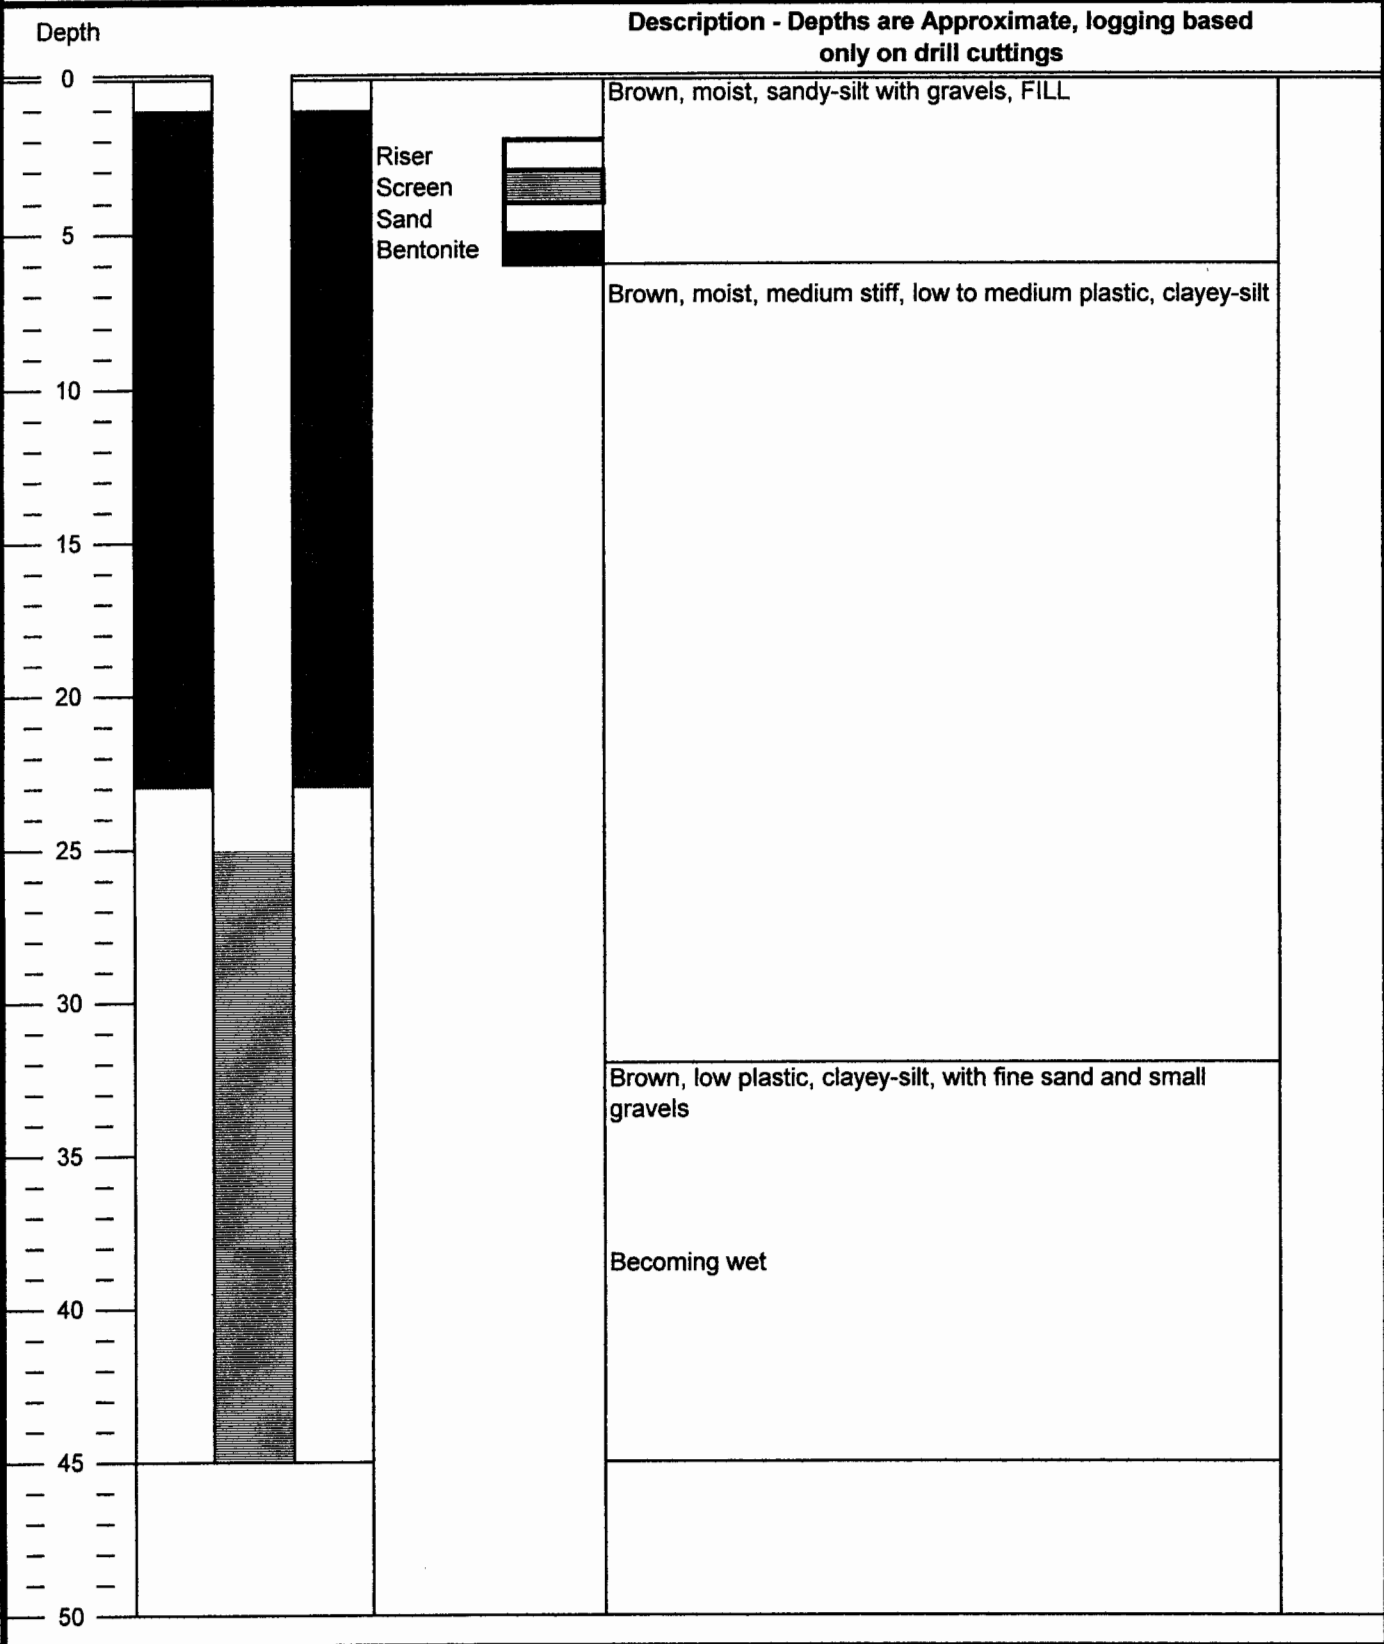 Depth
Description - Depths are Approximate, logging based
only on drill cuttings
0
Brown, moist, sandy-silt with gravels, FILL
Riser
Screen
Sand
5
Bentonite
Brown, moist, medium stiff, low to medium plastic, clayey-silt
10
15
20
25
30
Brown, low plastic, clayey-silt, with fine sand and small
gravels
35
Becoming wet
40
45
50